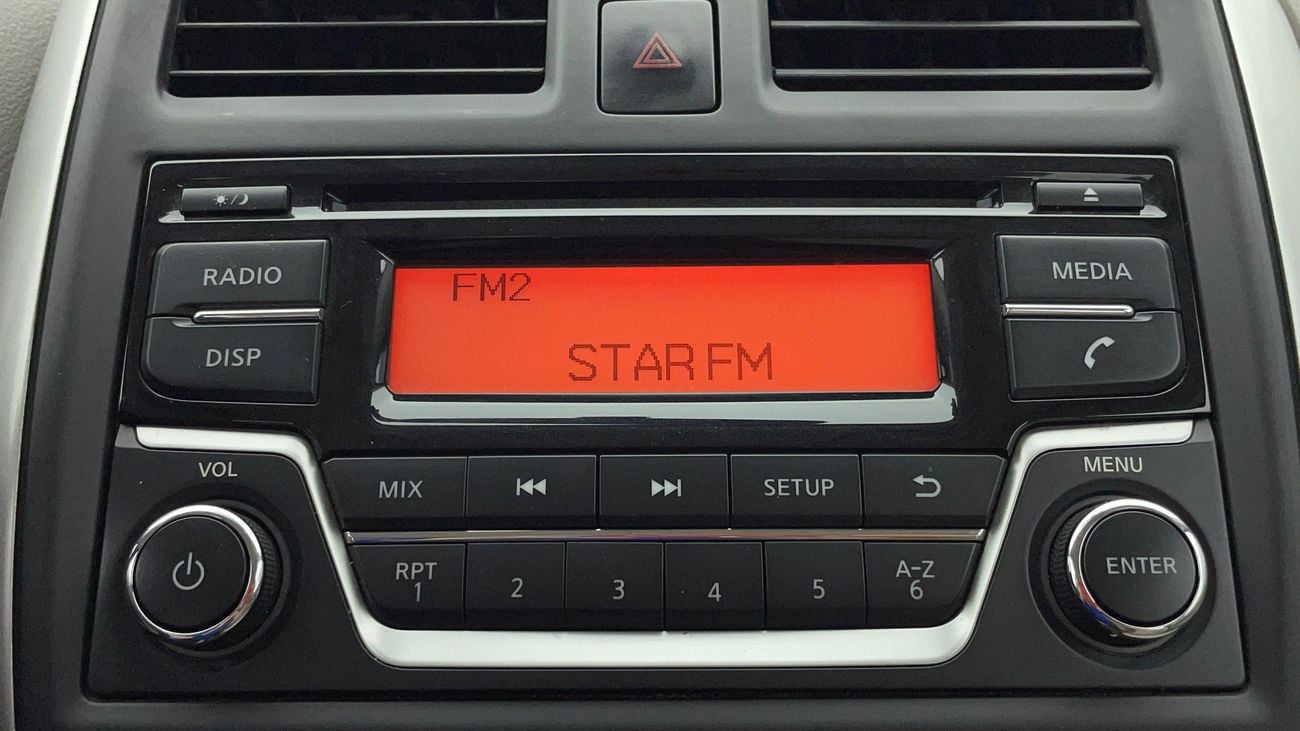 RADIO
DISP
FM2
STAR FM
MEDIA
VOL
MIX
SETUP
MENU
RPT
1
2
3
4
5
A-Z
6
ENTER